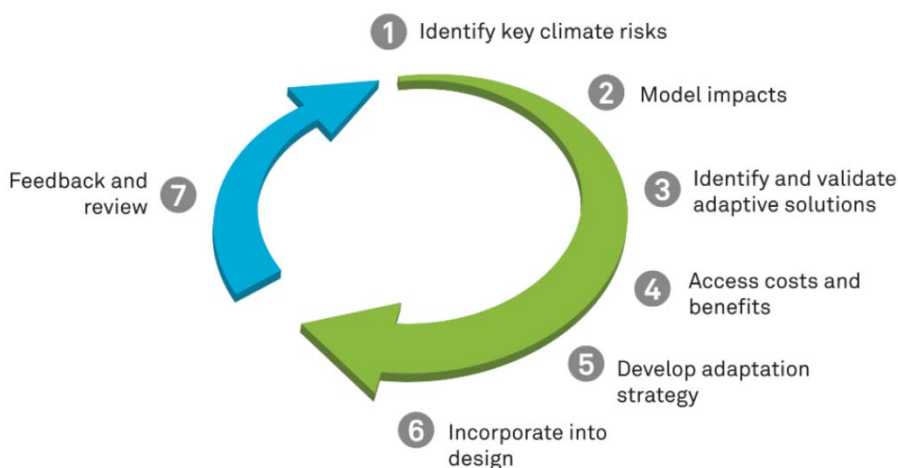 1 Identify key climate risks
2 Model impacts
3 Identify and validate
adaptive solutions
4 Access costs and
benefits
5 Develop adaptation
strategy
6 Incorporate into
design
7 Feedback and
review